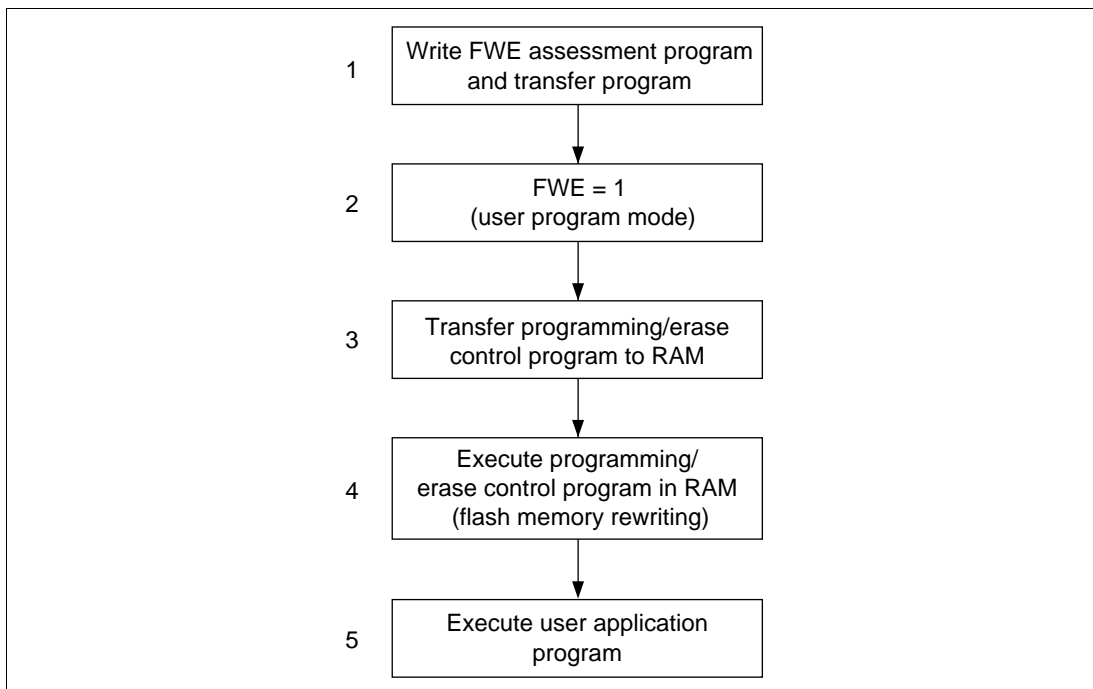 1
Write FWE assessment program
and transfer program
2
FWE = 1
(user program mode)
3
Transfer programming/erase
control program to RAM
4
Execute programming/
erase control program in RAM
(flash memory rewriting)
5
Execute user application
program